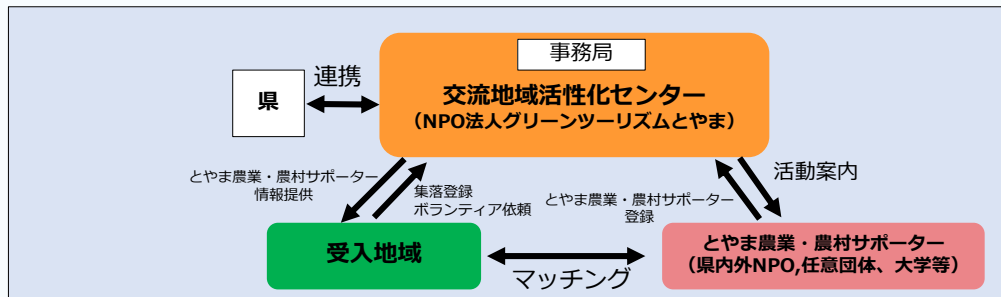 事務局
連携
県
交流地域活性化センター
（NPO法人グリーンツーリズムとやま）
とやま農業・農村サポーター
情報提供
集落登録
ボランティア依頼
とやま農業・農村サポーター
登録
活動案内
受入地域
マッチング
とやま農業・農村サポーター
（県内外NPO,任意団体、大学等）